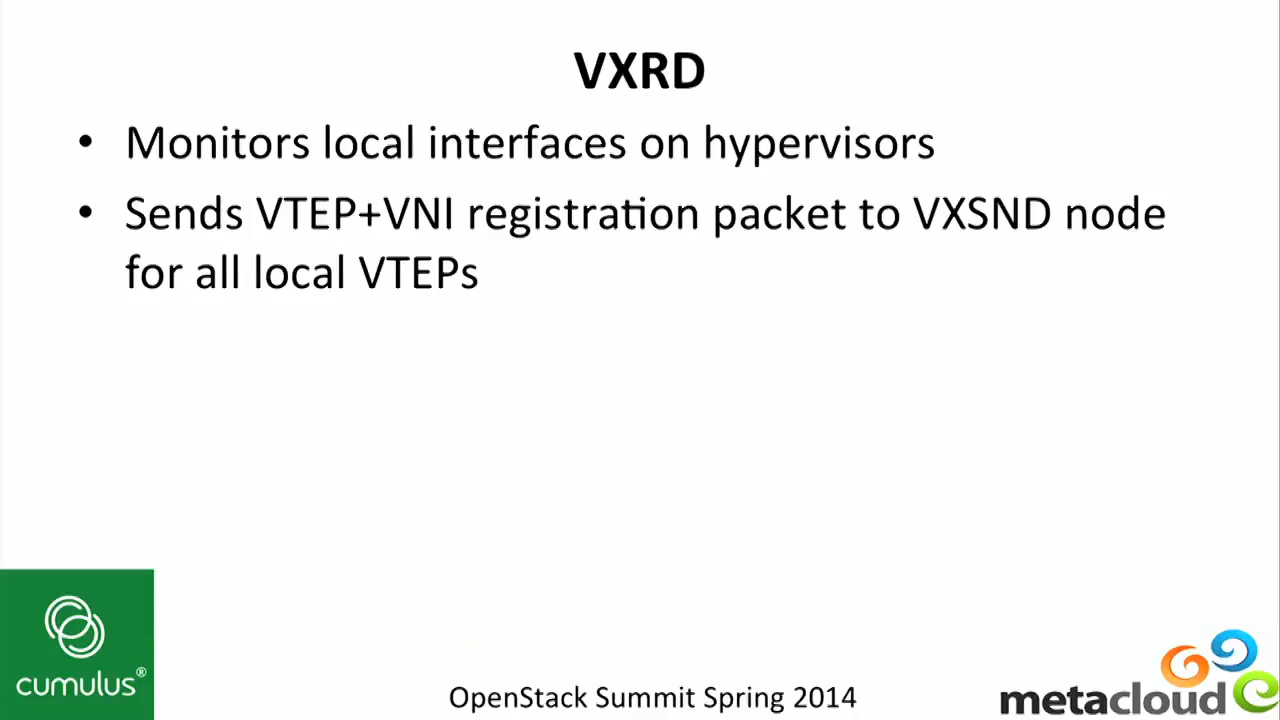 VXRD
• Monitors local interfaces on hypervisors
• Sends VTEP+VNI registration packet to VXSND node
for all local VTEPs
cumulus®
OpenStack Summit Spring 2014
metacloud